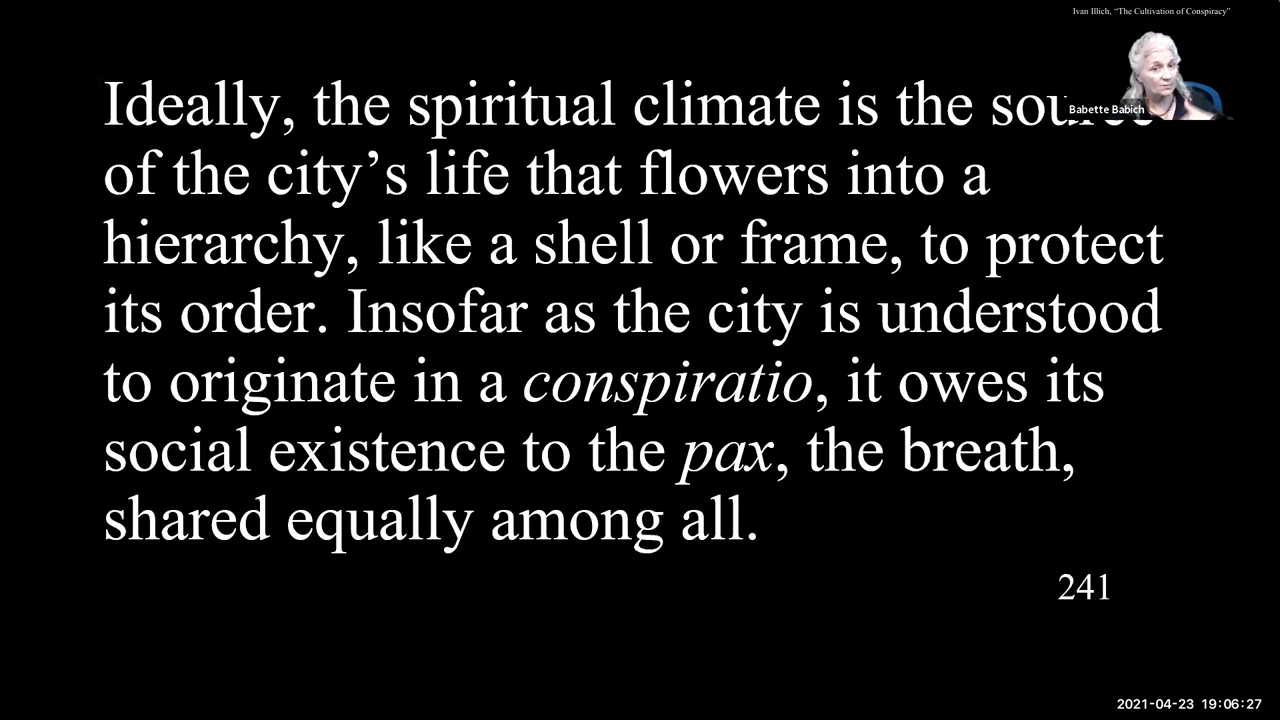 Ivan Illich, “The Cultivation of Conspiracy”
Ideally, the spiritual climate is the source
Babette Babich
of the city’s life that flowers into a
hierarchy, like a shell or frame, to protect
its order. Insofar as the city is understood
to originate in a conspiratio, it owes its
social existence to the pax, the breath,
shared equally among all.
241
2021-04-23 19:06:27